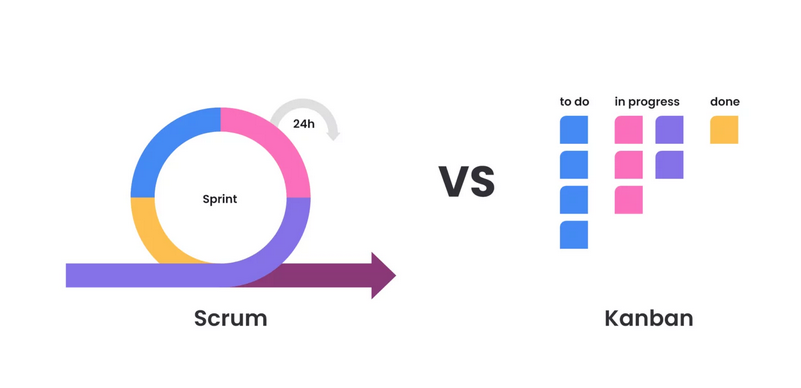 24h
Sprint
Scrum
VS
to do
in progress
done
Kanban